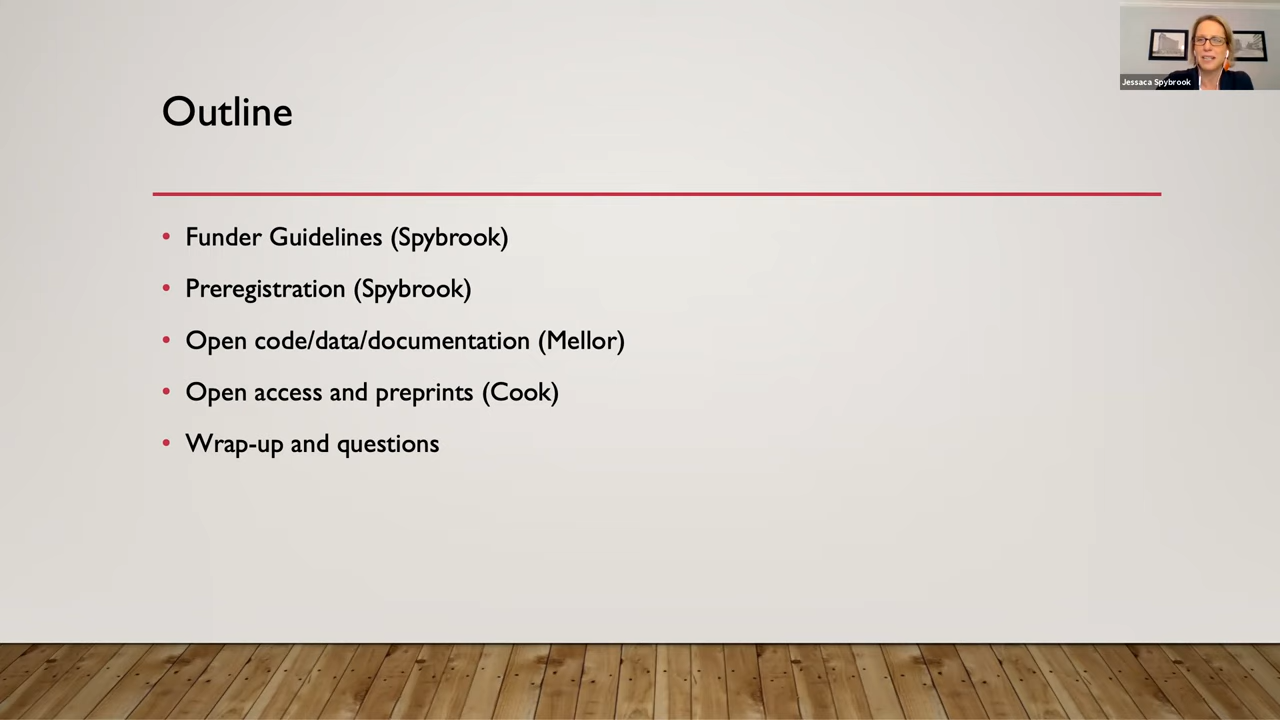 Jessaca Spybrook
Outline
• Funder Guidelines (Spybrook)
• Preregistration (Spybrook)
• Open code/data/documentation (Mellor)
• Open access and preprints (Cook)
• Wrap-up and questions